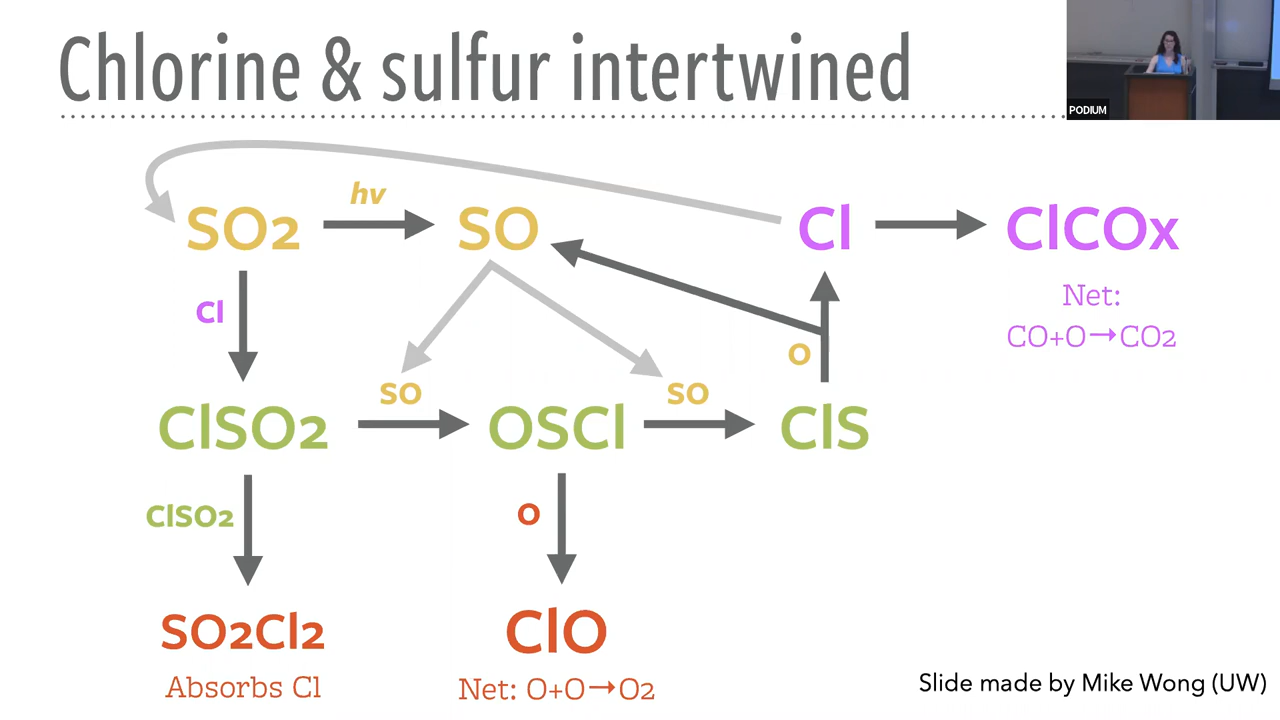 Chlorine & sulfur intertwined
PODIUM
hv
SO2
SO
Cl
ClCOx
Cl
Net:
CO+O→CO2
O
SO
SO
ClSO2
OSCl
ClS
ClSO2
O
SO2Cl2
ClO
Absorbs Cl
Net: O+O→O2
Slide made by Mike Wong (UW)